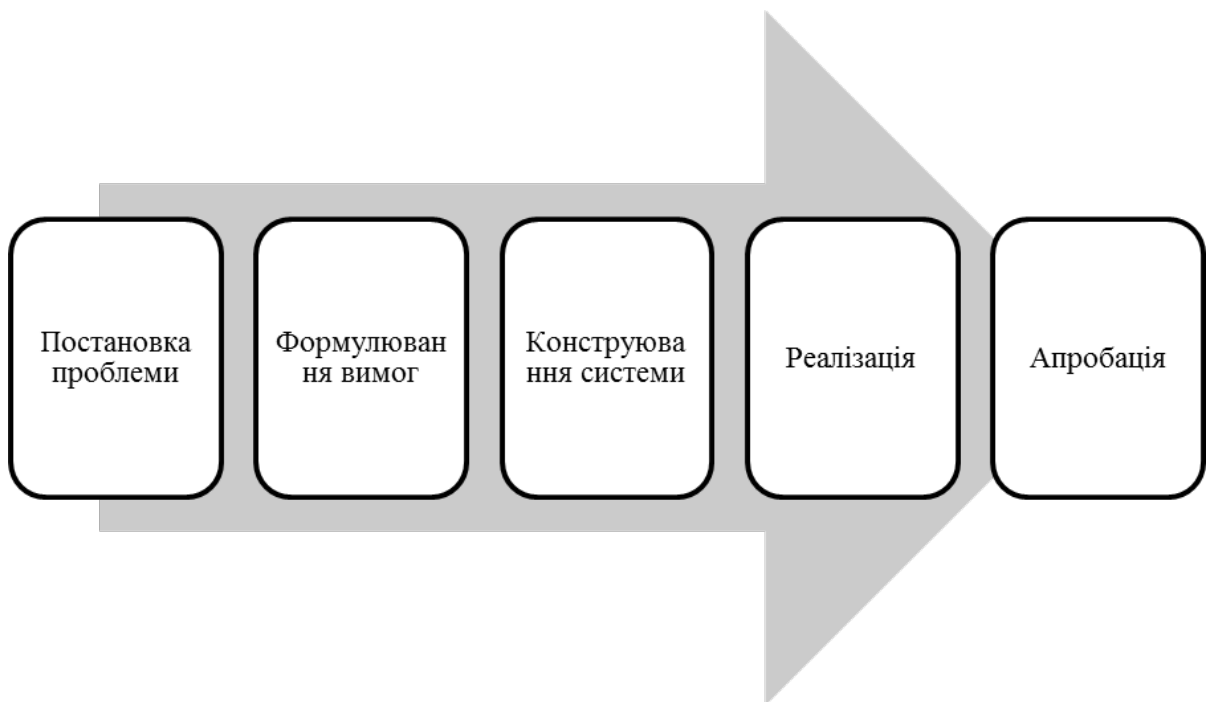 Постановка
проблеми
Формулюван
ня вимог
Конструюва
ння системи
Реалізація
Апробація